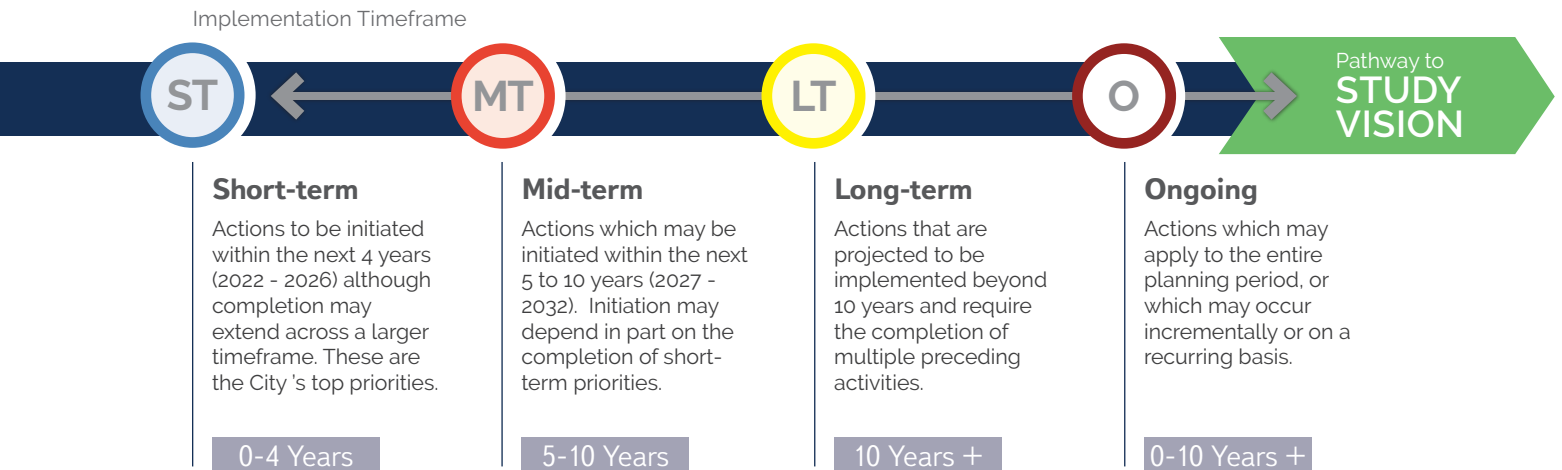 Implementation Timeframe
ST
MT
LT
O
Pathway to
STUDY
VISION
Short-term
Actions to be initiated
within the next 4 years
(2022 - 2026) although
completion may
extend across a larger
timeframe. These are
the City 's top priorities.
0-4 Years
Mid-term
Actions which may be
initiated within the next
5 to 10 years (2027 -
2032).  Initiation may
depend in part on the
completion of short-
term priorities.
5-10 Years
Long-term
Actions that are
projected to be
implemented beyond
10 years and require
the completion of
multiple preceding
activities.
10 Years +
Ongoing
Actions which may
apply to the entire
planning period, or
which may occur
incrementally or on a
recurring basis.
0-10 Years +